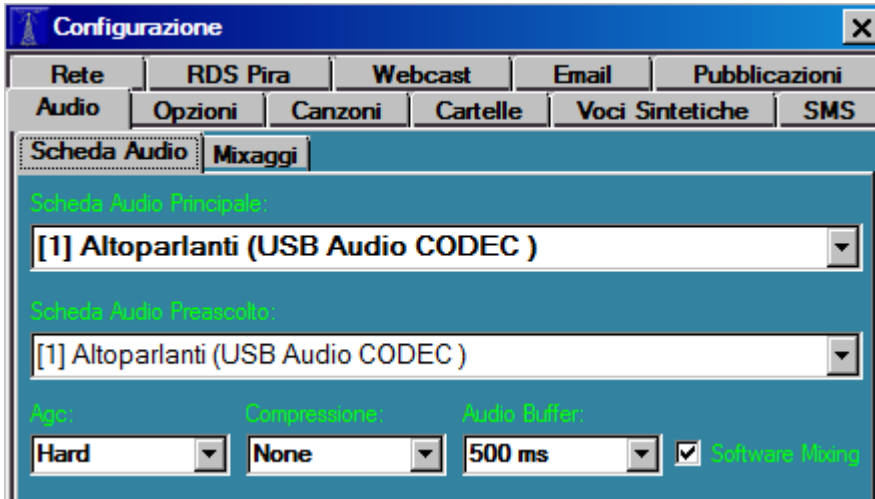 Configurazione
Rete RDS Pira Webcast Email Pubblicazioni
Audio Opzioni Canzoni Cartelle Voci Sintetiche SMS
Scheda Audio Mixaggi
Scheda Audio Principale:
[1] Altoparlanti (USB Audio CODEC )
Scheda Audio Preascolto:
[1] Altoparlanti (USB Audio CODEC )
Agc: Compressione: Audio Buffer:
Hard None 500 ms Software Mixing